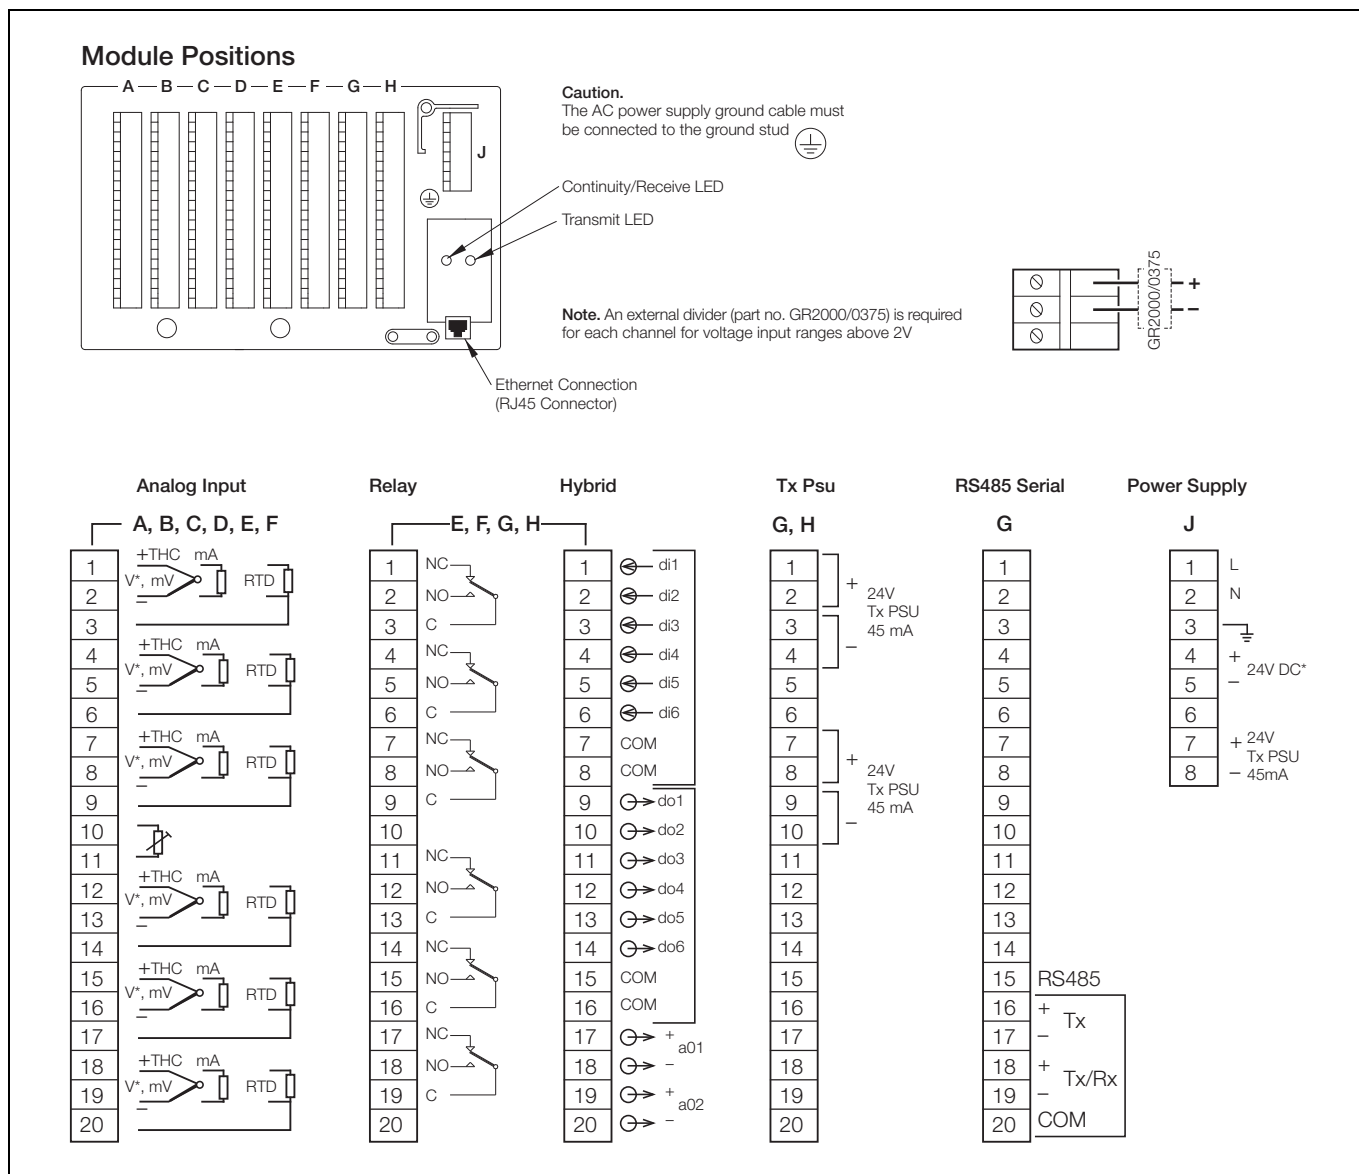 Module Positions
A B C D E F G H
J
Caution.
The AC power supply ground cable must
be connected to the ground stud
Continuity/Receive LED
Transmit LED
Note. An external divider (part no. GR2000/0375) is required
for each channel for voltage input ranges above 2V
GR2000/0375
+
–
Ethernet Connection
(RJ45 Connector)
Analog Input
A, B, C, D, E, F
1 +THC mA
V*, mV RTD
2 –
3
4 +THC mA
V*, mV RTD
5 –
6
7 +THC mA
V*, mV RTD
8 –
9
10
11
12 +THC mA
V*, mV RTD
13 –
14
15 +THC mA
V*, mV RTD
16 –
17
18 +THC mA
V*, mV RTD
19 –
20
Relay
Hybrid
E, F, G, H
1 NC
2 NO
3 C
4 NC
5 NO
6 C
7 NC
8 NO
9 C
10
11 NC
12 NO
13 C
14 NC
15 NO
16 C
17 NC
18 NO
19 C
20
1 di1
2 di2
3 di3
4 di4
5 di5
6 di6
7 COM
8 COM
9 do1
10 do2
11 do3
12 do4
13 do5
14 do6
15 COM
16 COM
17 +
a01
18 –
19 +
a02
20 –
Tx Psu
G, H
1
2
3
4
+
–
24V
Tx PSU
45 mA
5
6
7
8
9
10
+
–
24V
Tx PSU
45 mA
11
12
13
14
15
16
17
18
19
20
RS485 Serial
G
1
2
3
4
5
6
7
8
9
10
11
12
13
14
15 RS485
16 +
Tx
17 –
18 +
Tx/Rx
19 –
20 COM
Power Supply
J
1 L
2 N
3
4 +
24V DC*
5 –
6
7 + 24V
Tx PSU
8 – 45mA